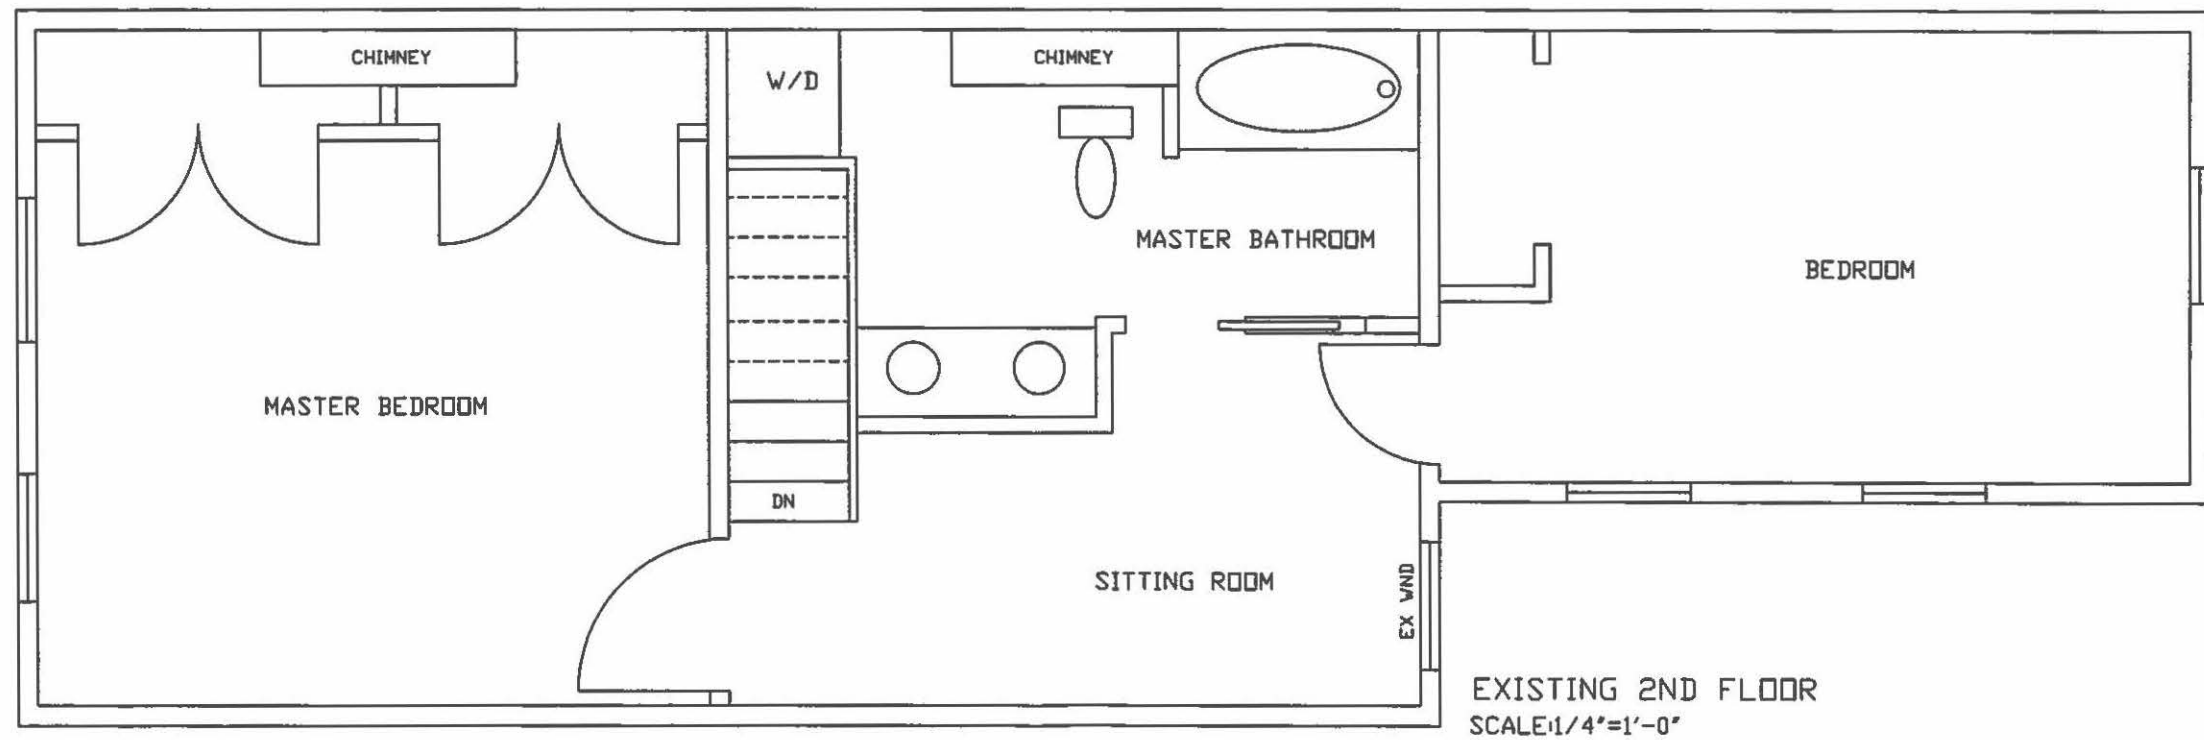 CHIMNEY
W/D
CHIMNEY
MASTER BATHROOM
BEDROOM
MASTER BEDROOM
DN
SITTING ROOM
EX WND
EXISTING 2ND FLOOR
SCALE:1/4"=1'-0"